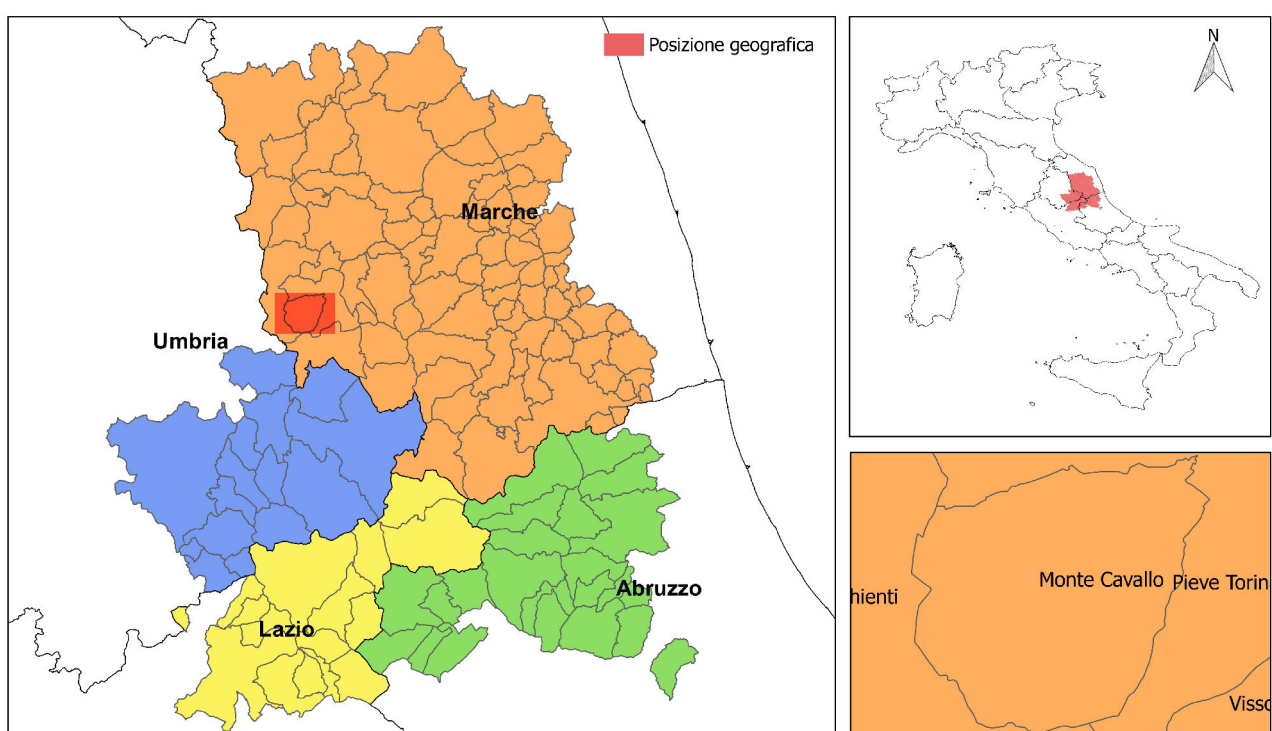 Posizione geografica
Marche
Umbria
Abruzzo
Lazio
N
Monte Cavallo
Pieve Torin
hienti
Visso